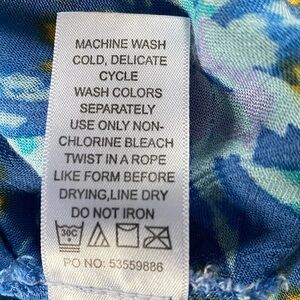 MACHINE WASH
COLD, DELICATE
CYCLE
WASH COLORS
SEPARATELY
USE ONLY NON-
CHLORINE BLEACH
TWIST IN A ROPE
LIKE FORM BEFORE
DRYING,LINE DRY
DO NOT IRON
30C
PO NO: 53559886